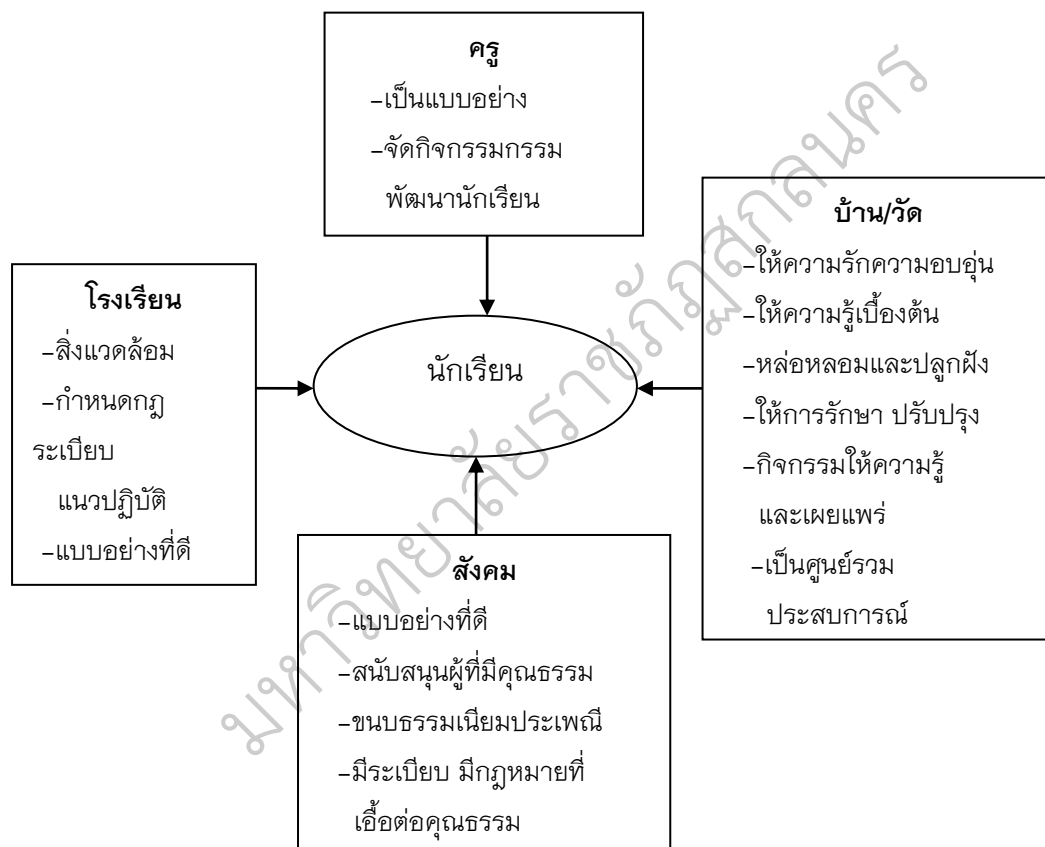 ครู
-เป็นแบบอย่าง
-จัดกิจกรรมกรรม
พัฒนานักเรียน
บ้าน/วัด
-ให้ความรักความอบอุ่น
-ให้ความรู้เบื้องต้น
-หล่อหลอมและปลูกฝัง
-ให้การรักษา ปรับปรุง
-กิจกรรมให้ความรู้
และเผยแพร่
-เป็นศูนย์รวม
ประสบการณ์
โรงเรียน
-สิ่งแวดล้อม
-กำหนดกฎ
ระเบียบ
แนวปฏิบัติ
-แบบอย่างที่ดี
นักเรียน
สังคม
-แบบอย่างที่ดี
-สนับสนุนผู้ที่มีคุณธรรม
-ขนบธรรมเนียมประเพณี
-มีระเบียบ มีกฎหมายที่
เอื้อต่อคุณธรรม
มหาวิทยาลัยราชภัฏสกลนคร